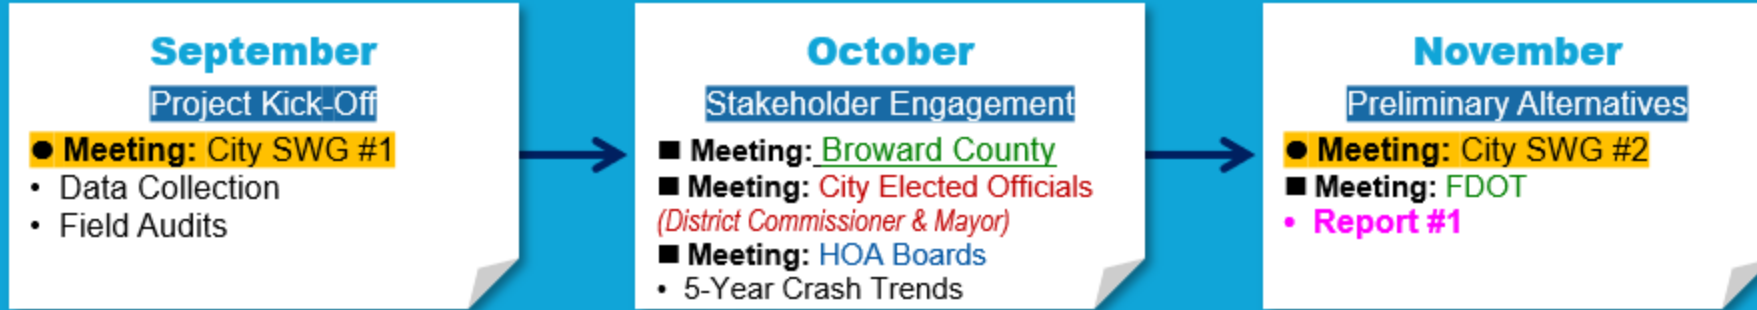 September
Project Kick-Off
● Meeting: City SWG #1
• Data Collection
• Field Audits
October
Stakeholder Engagement
■ Meeting: Broward County
■ Meeting: City Elected Officials
(District Commissioner & Mayor)
■ Meeting: HOA Boards
• 5-Year Crash Trends
November
Preliminary Alternatives
● Meeting: City SWG #2
■ Meeting: FDOT
• Report #1